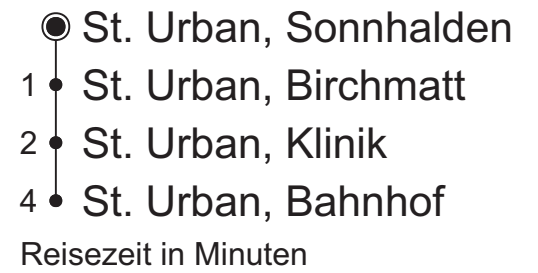 St. Urban, Sonnhalden
1 St. Urban, Birchmatt
2 St. Urban, Klinik
4 St. Urban, Bahnhof
Reisezeit in Minuten